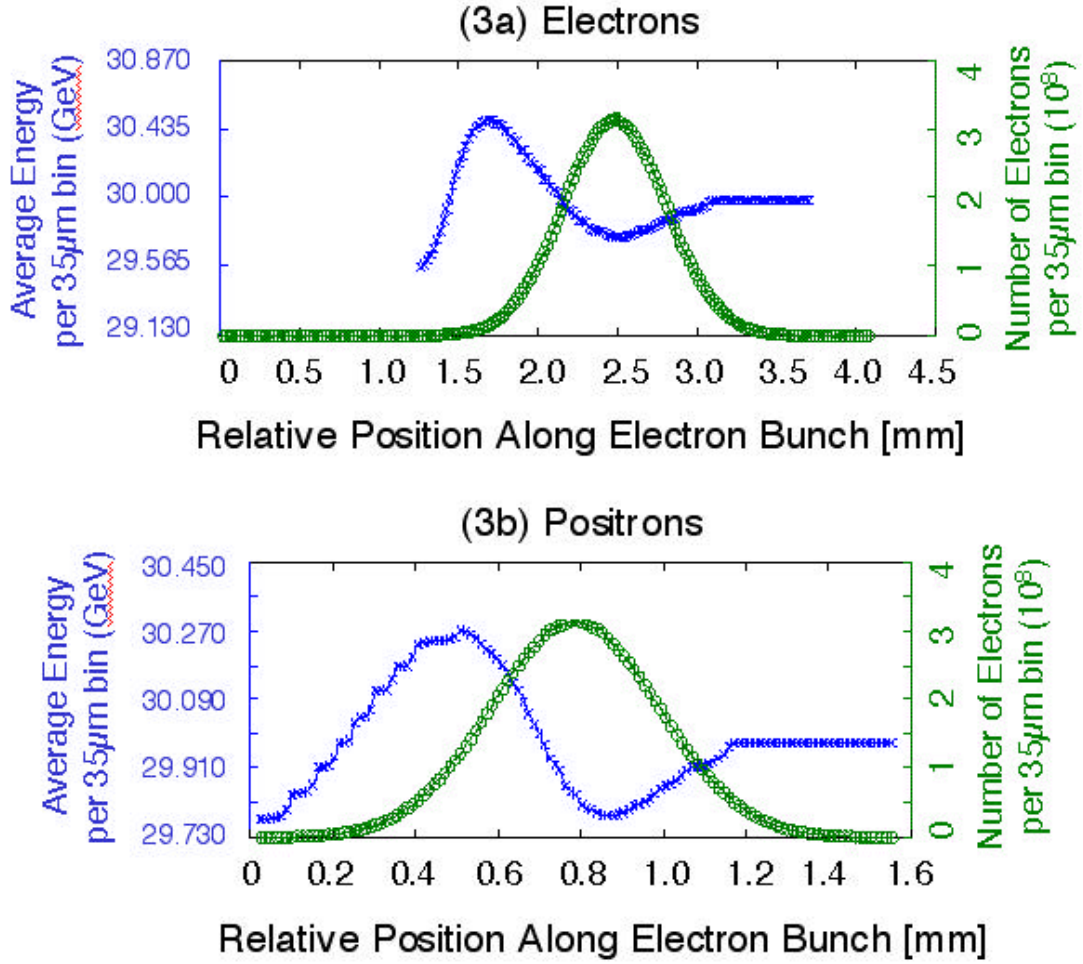 (3a) Electrons
Average Energy
per 35µm bin (GeV)
30.870
30.435
30.000
29.565
29.130
4
3
2
1
0
Number of Electrons
per 35µm bin (10⁸)
0 0.5 1.0 1.5 2.0 2.5 3.0 3.5 4.0 4.5
Relative Position Along Electron Bunch [mm]
(3b) Positrons
Average Energy
per 35µm bin (GeV)
30.450
30.270
30.090
29.910
29.730
4
3
2
1
0
Number of Electrons
per 35µm bin (10⁸)
0 0.2 0.4 0.6 0.8 1.0 1.2 1.4 1.6
Relative Position Along Electron Bunch [mm]